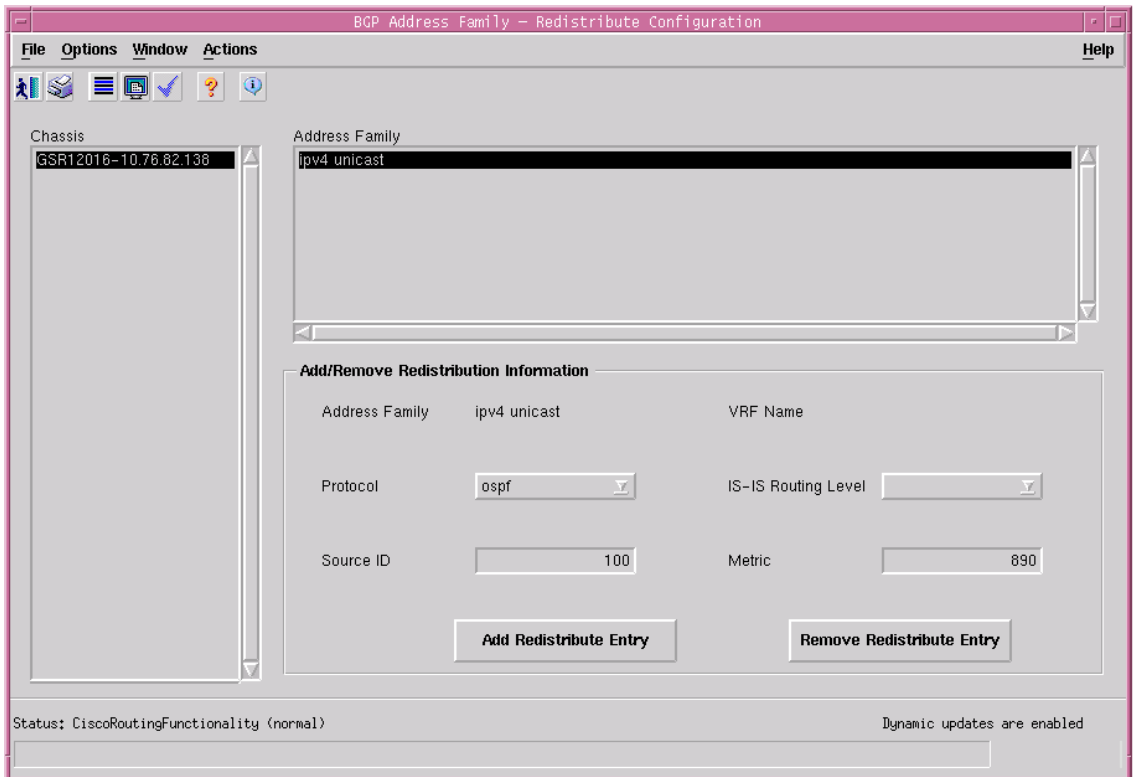 BGP Address Family – Redistribute Configuration
File Options Window Actions Help
Chassis
GSR12016-10.76.82.138
Address Family
ipv4 unicast
Add/Remove Redistribution Information
Address Family ipv4 unicast VRF Name
Protocol ospf IS-IS Routing Level
Source ID 100 Metric 890
Add Redistribute Entry Remove Redistribute Entry
Status: CiscoRoutingFunctionality (normal) Dynamic updates are enabled